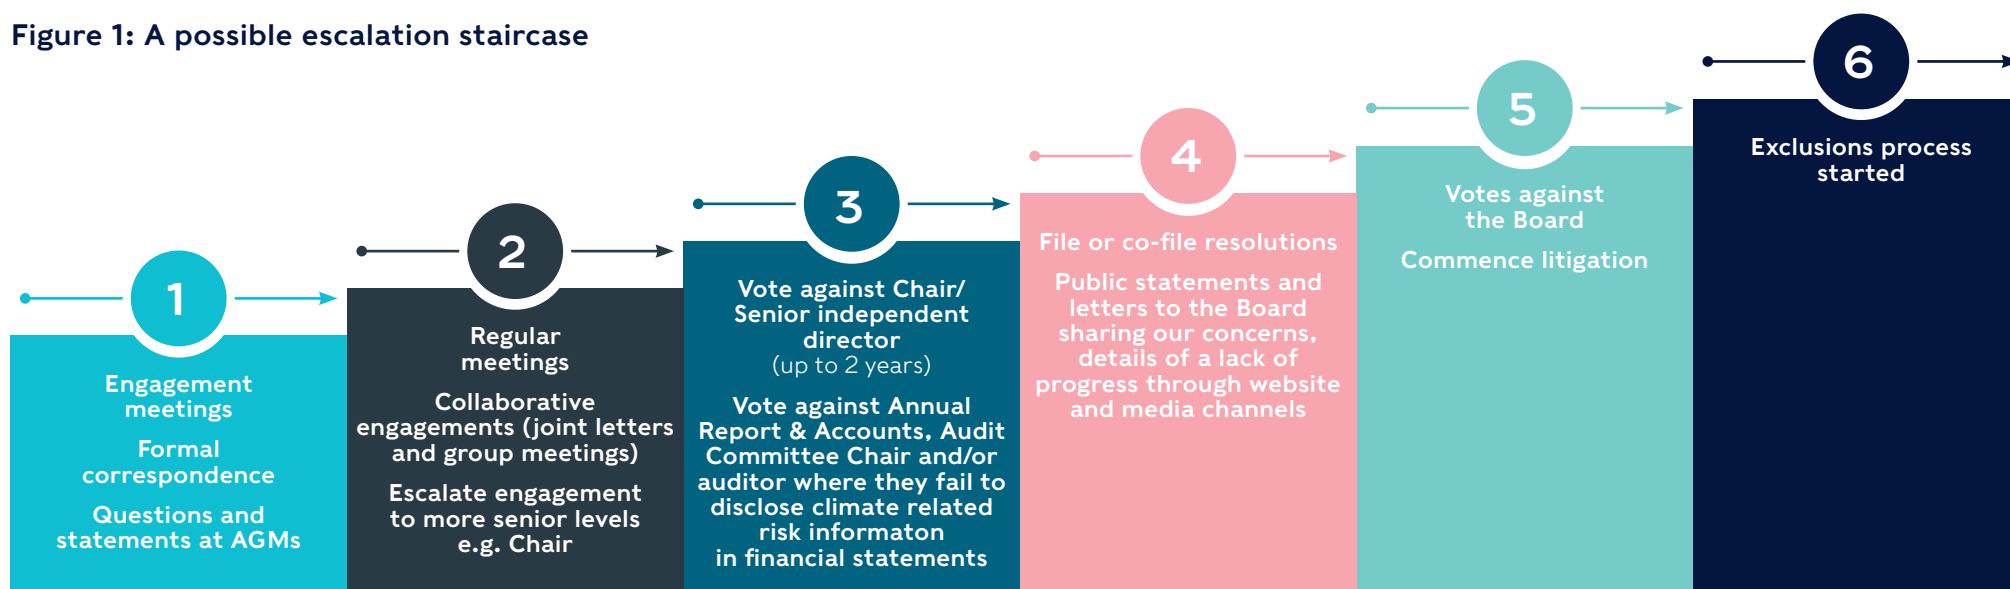 Figure 1: A possible escalation staircase
1
Engagement
meetings
Formal
correspondence
Questions and
statements at AGMs
2
Regular
meetings
Collaborative
engagements (joint letters
and group meetings)
Escalate engagement
to more senior levels
e.g. Chair
3
Vote against Chair/
Senior independent
director
(up to 2 years)
Vote against Annual
Report & Accounts, Audit
Committee Chair and/or
auditor where they fail to
disclose climate related
risk informaton
in financial statements
4
File or co-file resolutions
Public statements and
letters to the Board
sharing our concerns,
details of a lack of
progress through website
and media channels
5
Votes against
the Board
Commence litigation
6
Exclusions process
started